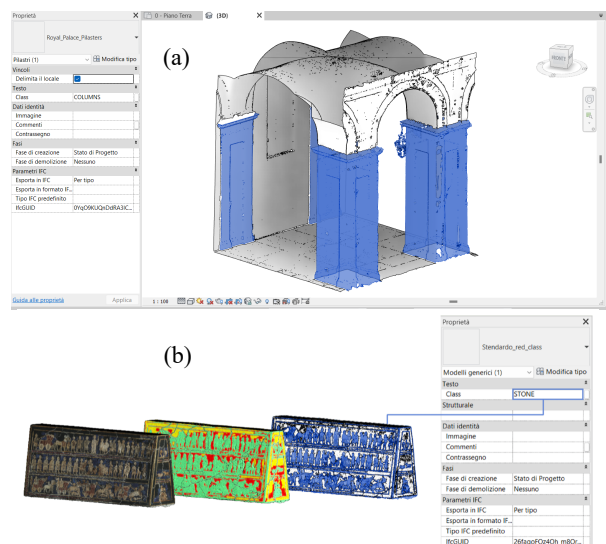 Proprietà
0 - Piano Terra
{3D}
Royal_Palace_Pilasters
(a)
Pilastri (1)
Modifica tipo
Vincoli
Delimita il locale
Testo
Class COLUMNS
Dati identità
Immagine
Commenti
Contrassegno
Fasi
Fase di creazione Stato di Progetto
Fase di demolizione Nessuno
Parametri IFC
Esporta in IFC Per tipo
Esporta in formato IF...
Tipo IFC predefinito
IfcGUID
Guida alle proprietà
Applica
1 : 100
FRONT
(b)
Proprietà
Stendardo_red_class
Modelli generici (1)
Modifica tipo
Testo
Class STONE
Strutturale
Dati identità
Immagine
Commenti
Contrassegno
Fasi
Fase di creazione Stato di Progetto
Fase di demolizione Nessuno
Parametri IFC
Esporta in IFC Per tipo
Esporta in formato IF...
Tipo IFC predefinito
IfcGUID